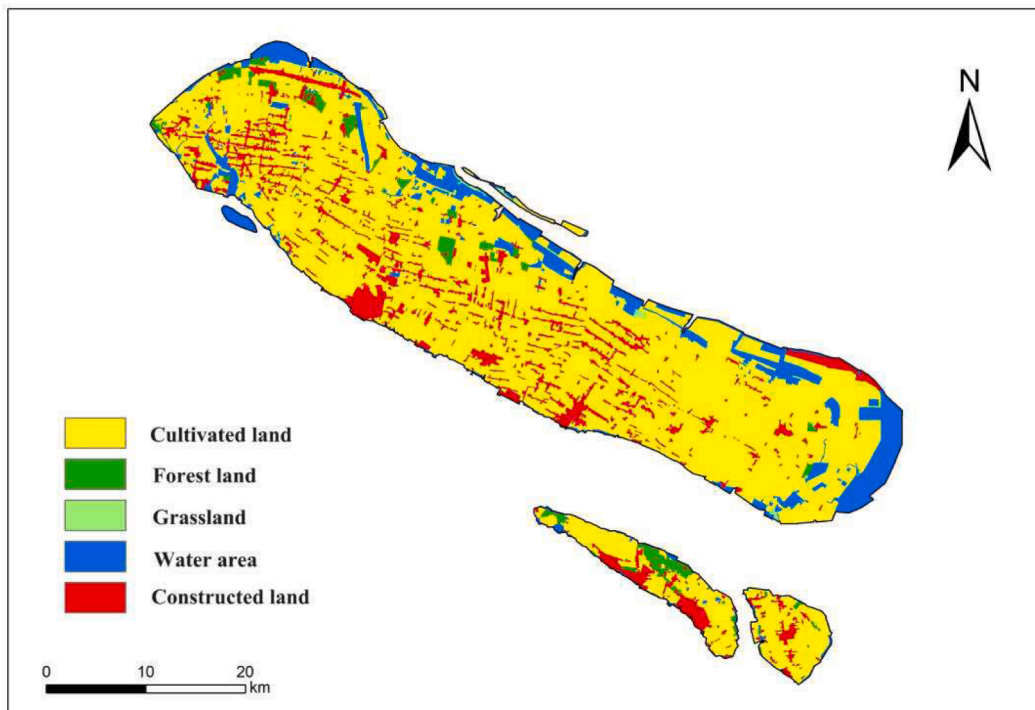 N
Cultivated land
Forest land
Grassland
Water area
Constructed land
0 10 20
km